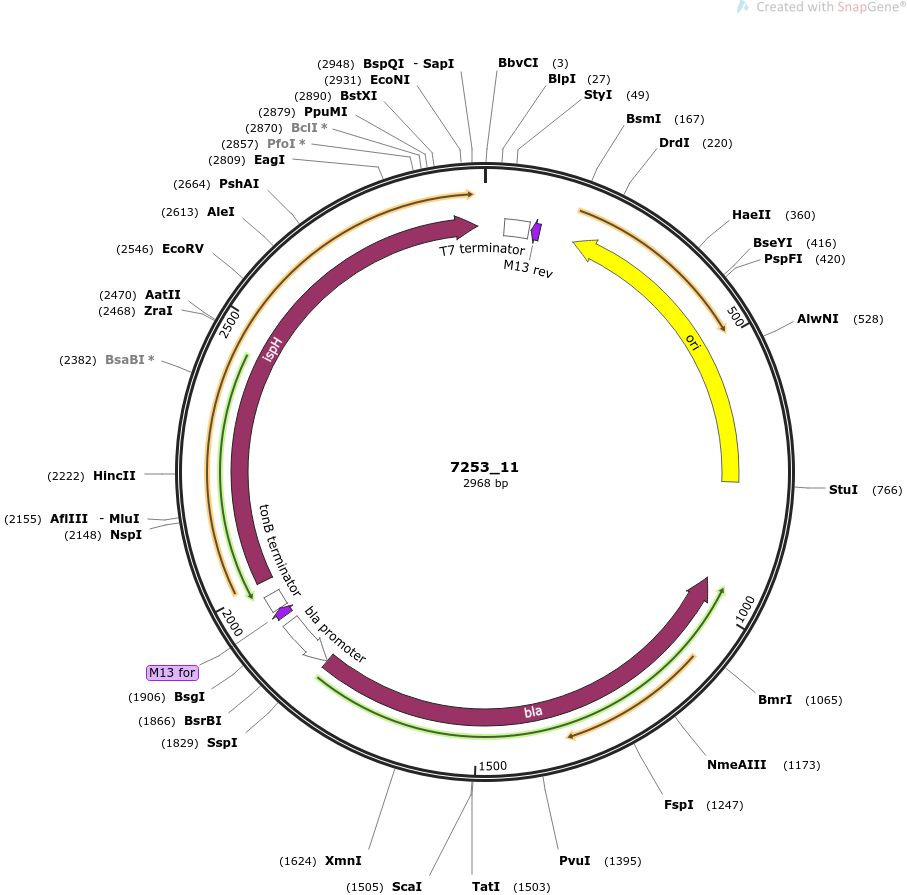 Created with SnapGene®
(2948) BspQI - SapI
(2931) EcoNI
(2890) BstXI
(2879) PpuMI
(2870) BclI *
(2857) PfoI *
(2809) EagI
(2664) PshAI
(2613) AleI
(2546) EcoRV
(2470) AatII
(2468) ZraI
(2382) BsaBI *
(2222) HincII
(2155) AflIII - MluI
(2148) NspI
M13 for
(1906) BsgI
(1866) BsrBI
(1829) SspI
(1624) XmnI
(1505) ScaI
TatI (1503)
PvuI (1395)
FspI (1247)
NmeAIII (1173)
BmrI (1065)
StuI (766)
AlwNI (528)
PspFI (420)
BseYI (416)
HaeII (360)
DrdI (220)
BsmI (167)
StyI (49)
BlpI (27)
BbvCI (3)
T7 terminator
M13 rev
ori
500
1000
1500
2000
2500
ispH
tonB terminator
bla promoter
bla
7253_11
2968 bp